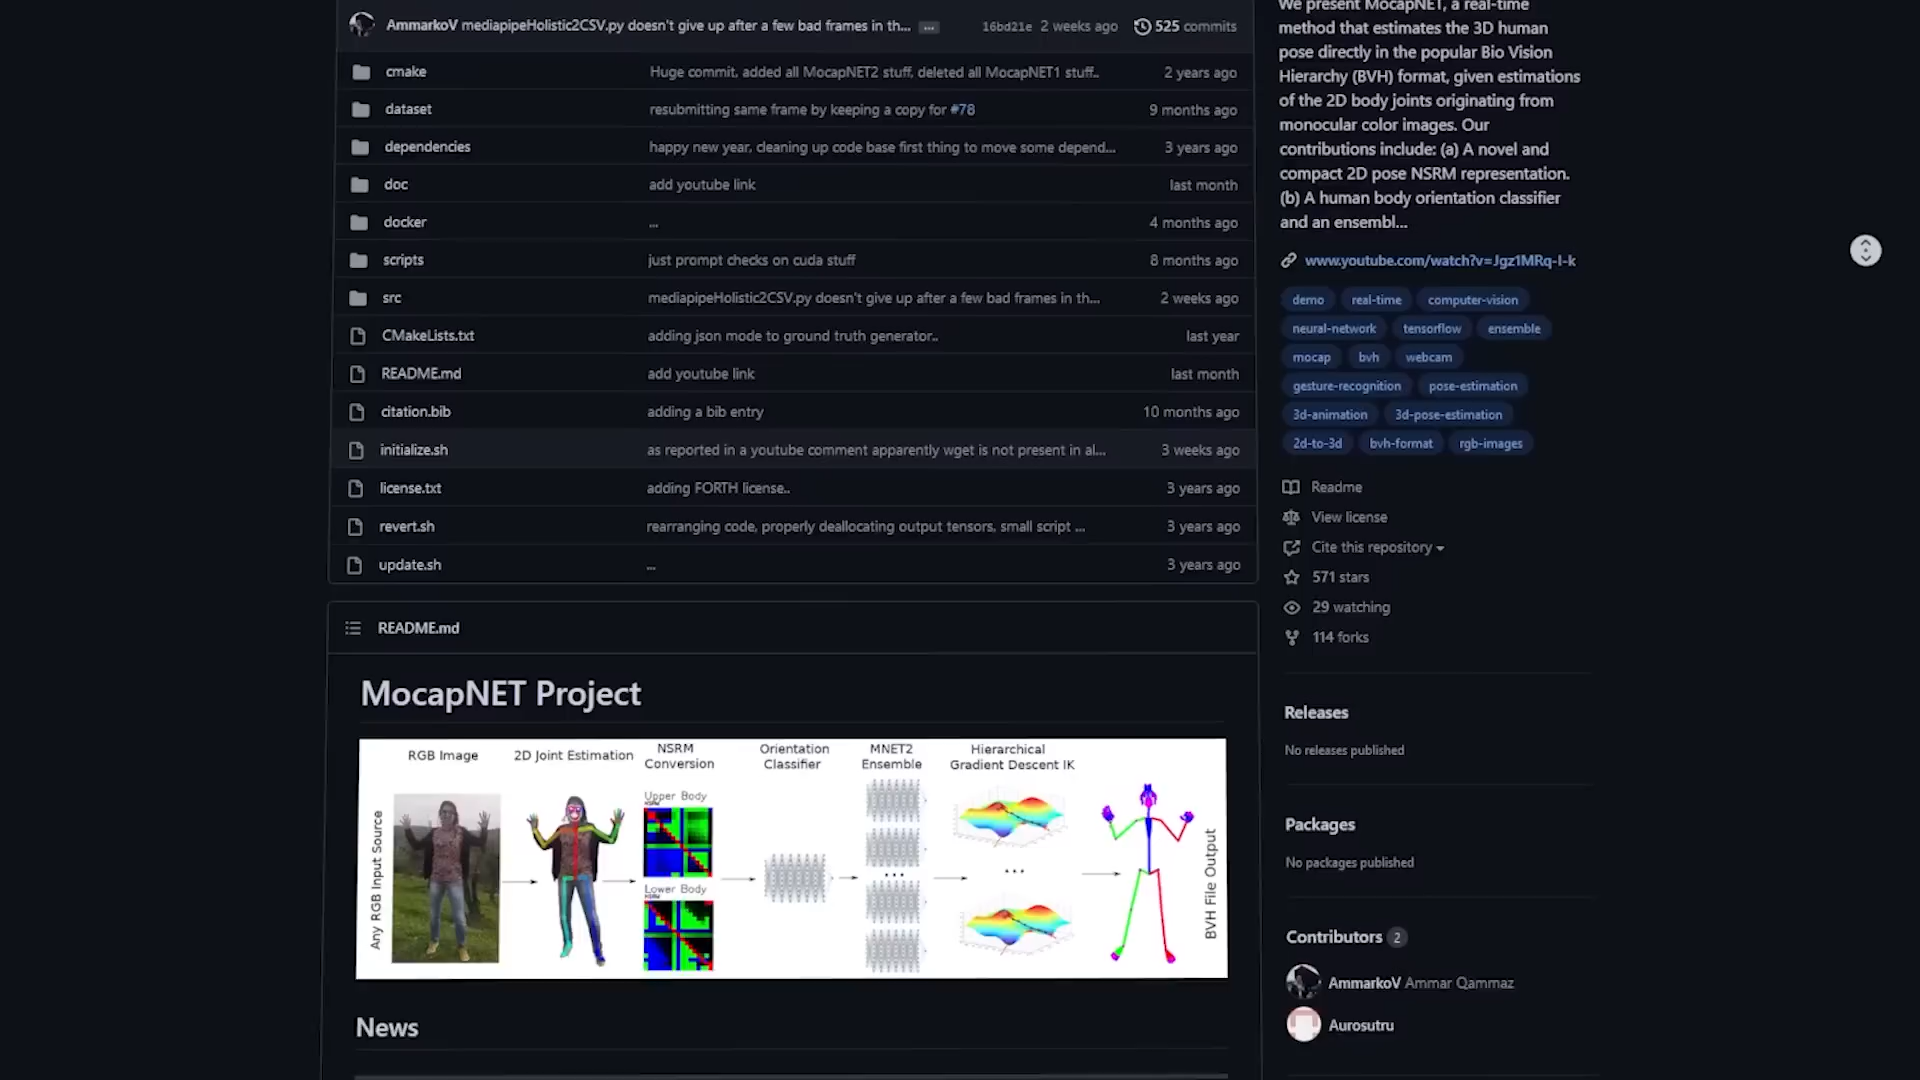 AmmarkoV mediapipeHolistic2CSV.py doesn't give up after a few bad frames in th... ... 16bd21e 2 weeks ago 525 commits
cmake Huge commit, added all MocapNET2 stuff, deleted all MocapNET1 stuff.. 2 years ago
dataset resubmitting same frame by keeping a copy for #78 9 months ago
dependencies happy new year, cleaning up code base first thing to move some depend... 3 years ago
doc add youtube link last month
docker ... 4 months ago
scripts just prompt checks on cuda stuff 8 months ago
src mediapipeHolistic2CSV.py doesn't give up after a few bad frames in th... 2 weeks ago
CMakeLists.txt adding json mode to ground truth generator.. last year
README.md add youtube link last month
citation.bib adding a bib entry 10 months ago
initialize.sh as reported in a youtube comment apparently wget is not present in al... 3 weeks ago
license.txt adding FORTH license.. 3 years ago
revert.sh rearranging code, properly deallocating output tensors, small script ... 3 years ago
update.sh ... 3 years ago
README.md
MocapNET Project
RGB Image 2D Joint Estimation NSRM Conversion Orientation Classifier MNET2 Ensemble Hierarchical Gradient Descent IK
Any RGB Input Source
Upper Body
Lower Body
BVH File Output
News
We present MocapNET, a real-time
method that estimates the 3D human
pose directly in the popular Bio Vision
Hierarchy (BVH) format, given estimations
of the 2D body joints originating from
monocular color images. Our
contributions include: (a) A novel and
compact 2D pose NSRM representation.
(b) A human body orientation classifier
and an ensembl...
www.youtube.com/watch?v=Jgz1MRq-I-k
demo real-time computer-vision
neural-network tensorflow ensemble
mocap bvh webcam
gesture-recognition pose-estimation
3d-animation 3d-pose-estimation
2d-to-3d bvh-format rgb-images
Readme
View license
Cite this repository
571 stars
29 watching
114 forks
Releases
No releases published
Packages
No packages published
Contributors 2
AmmarkoV Ammar Qammaz
Aurosutru